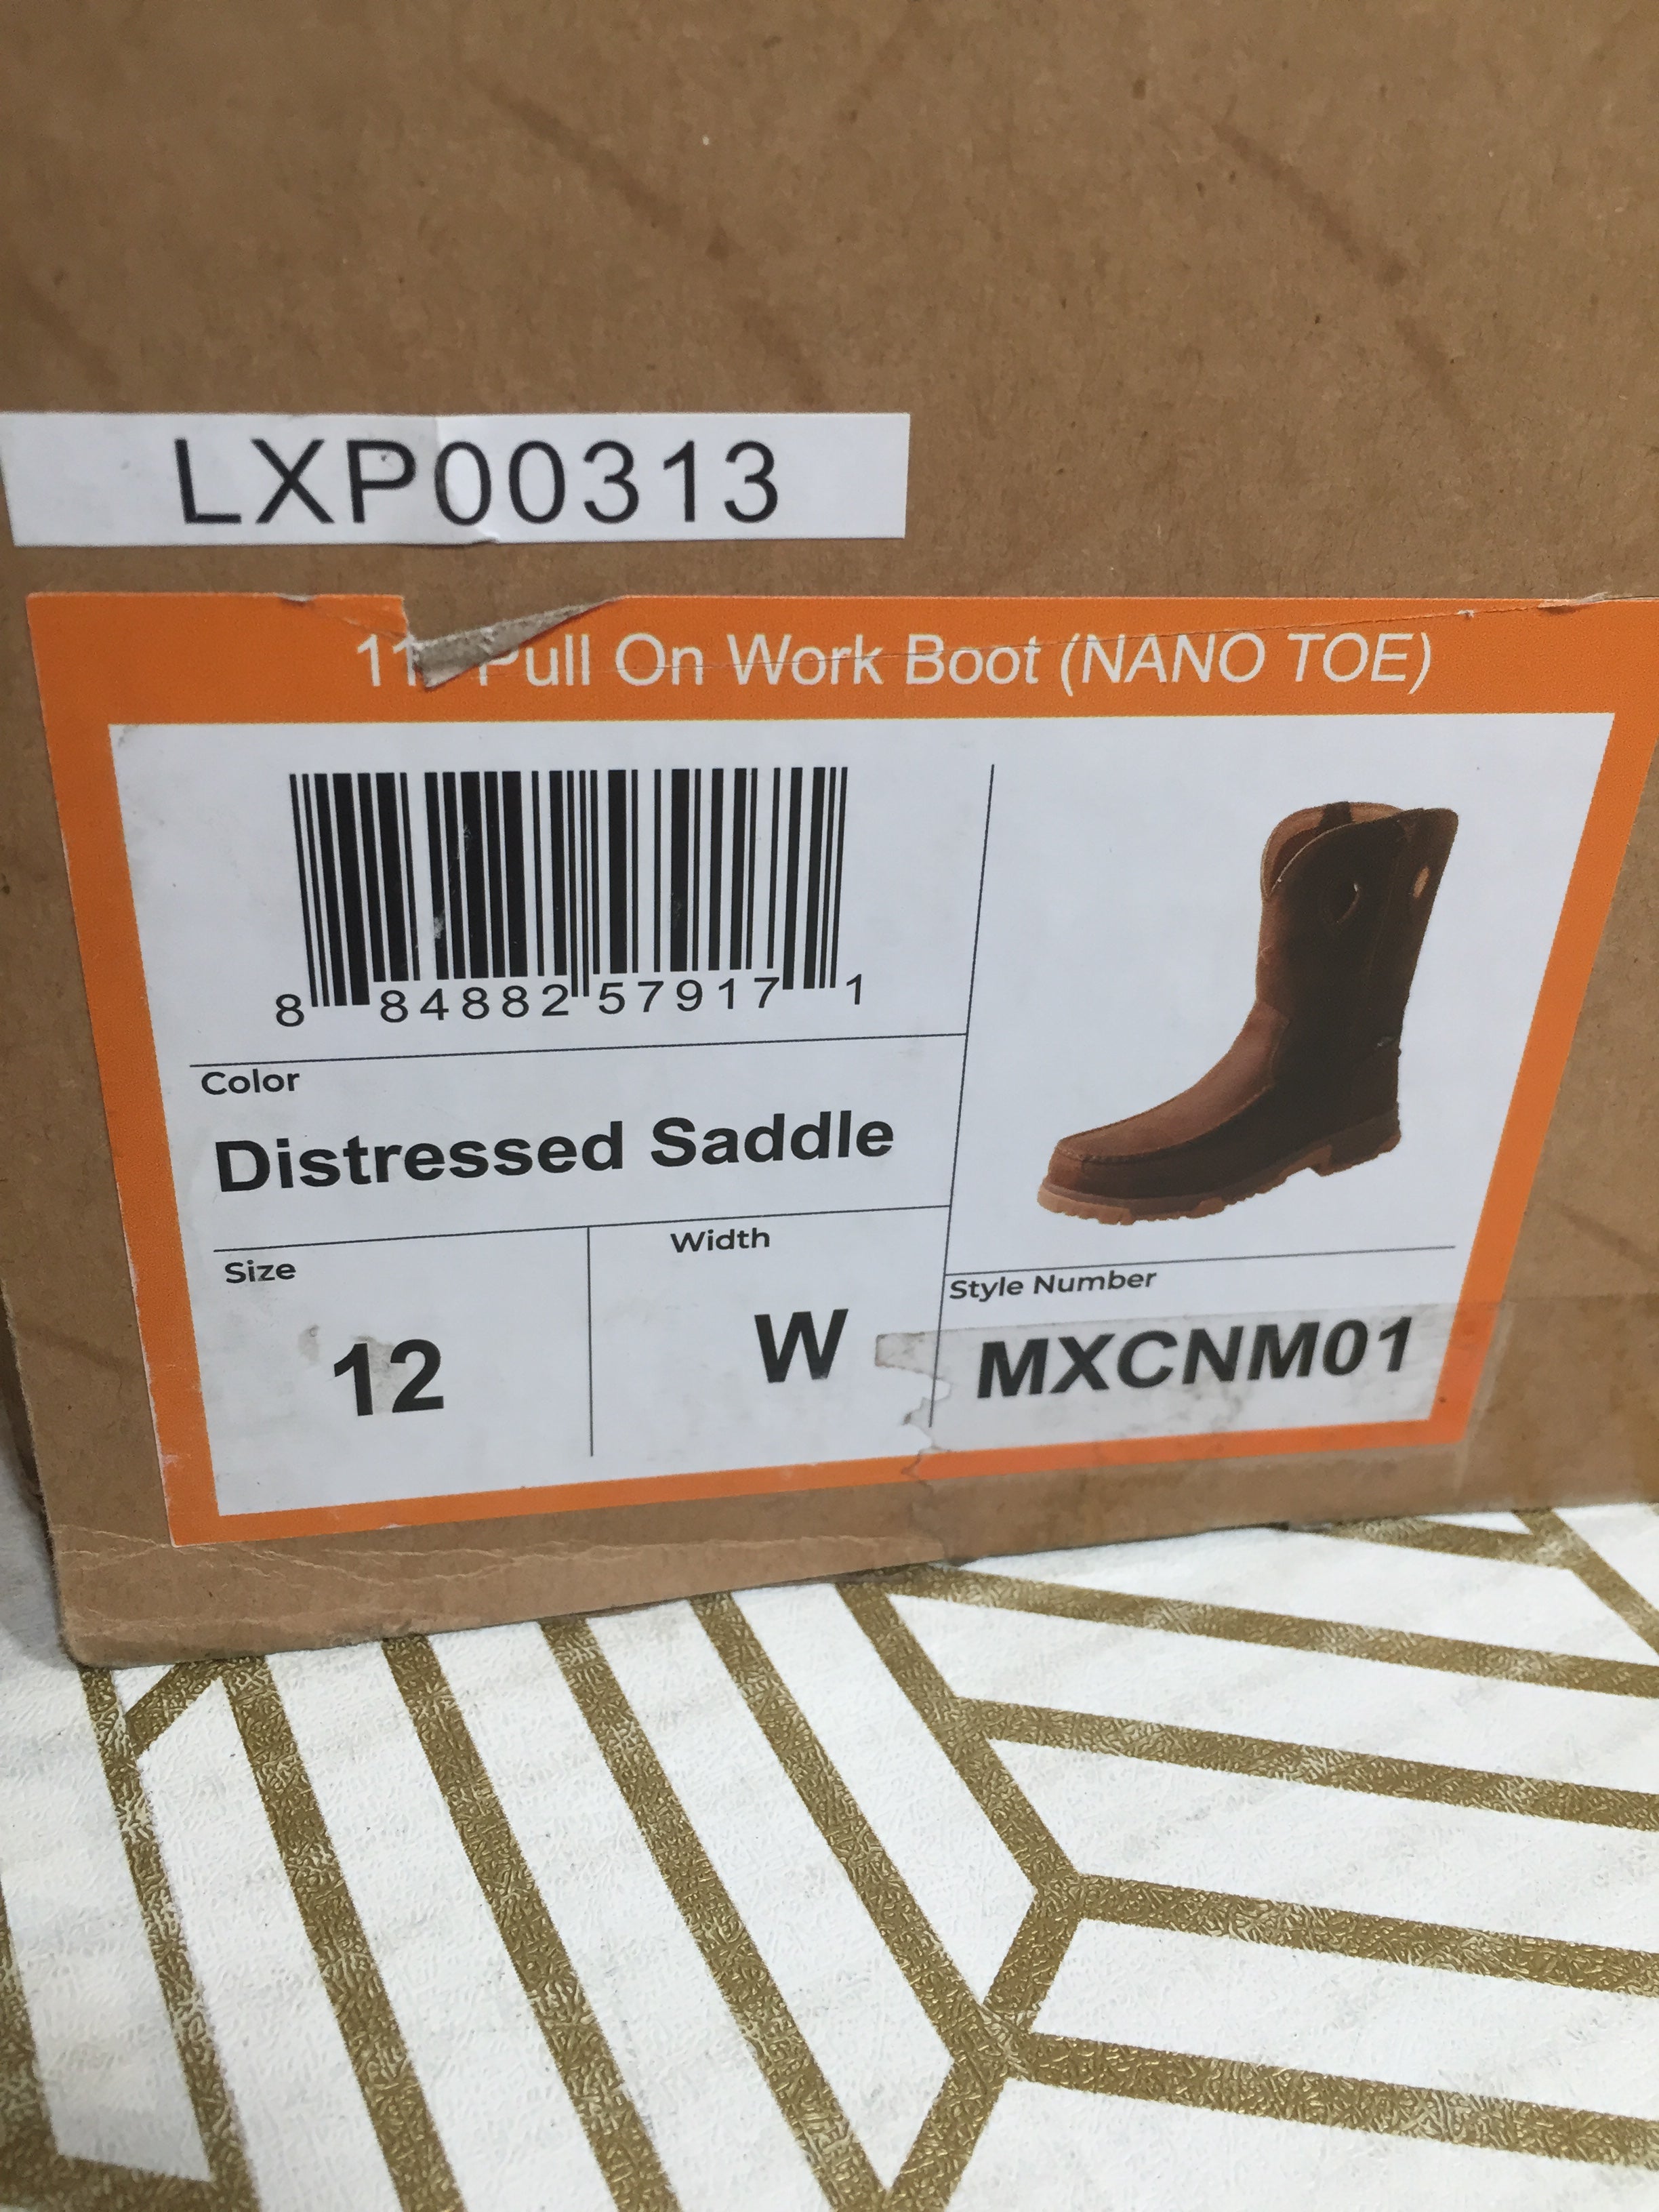 LXP00313
11" Pull On Work Boot (NANO TOE)
8 84882 57917 1
Color
Distressed Saddle
Size
12
Width
W
Style Number
MXCNM01